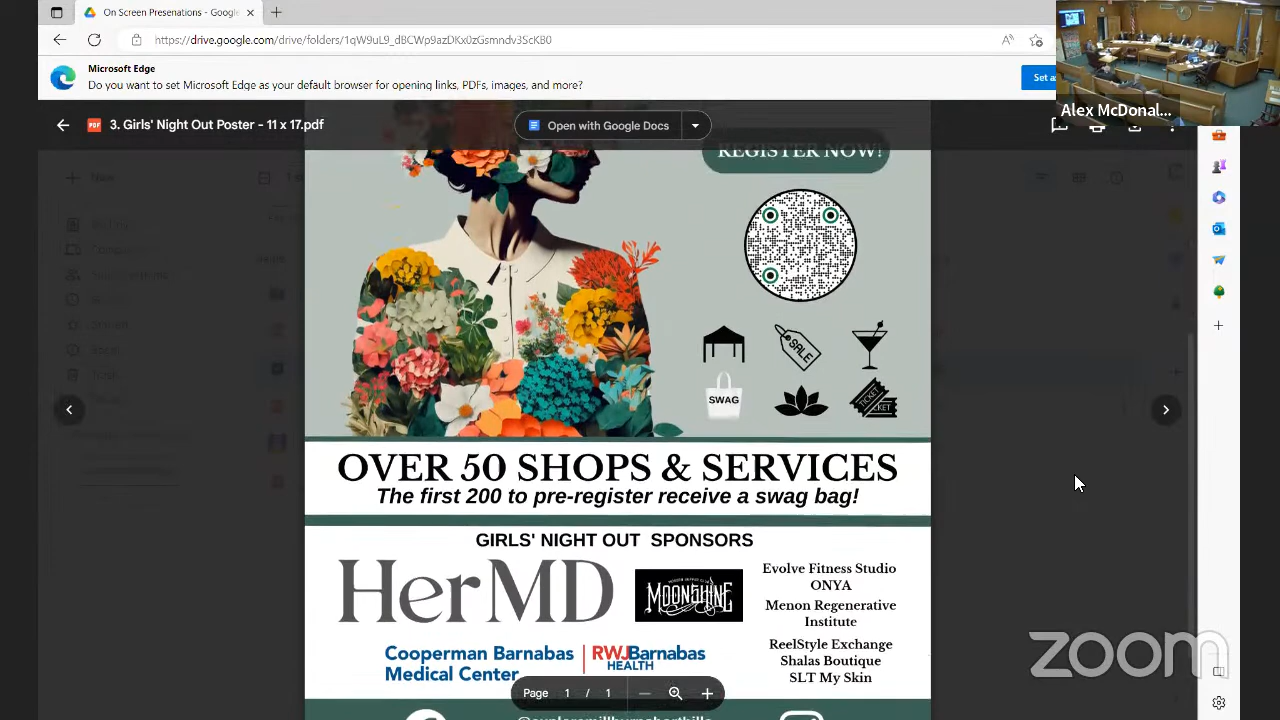 On Screen Presenations - Google
https://drive.google.com/drive/folders/1qW9uL9_dBCWp9azDKx0zGsmndv3ScKB0
Microsoft Edge
Do you want to set Microsoft Edge as your default browser for opening links, PDFs, images, and more?
Set as
Alex McDonal...
PDF
3. Girls' Night Out Poster - 11 x 17.pdf
Open with Google Docs
REGISTER NOW!
SALE
SWAG
TICKET
OVER 50 SHOPS & SERVICES
The first 200 to pre-register receive a swag bag!
GIRLS' NIGHT OUT SPONSORS
HerMD
MOONSHINE
Evolve Fitness Studio
ONYA
Menon Regenerative
Institute
ReelStyle Exchange
Shalas Boutique
SLT My Skin
Cooperman Barnabas
Medical Center
RWJBarnabas
HEALTH
Page 1 / 1
zoom